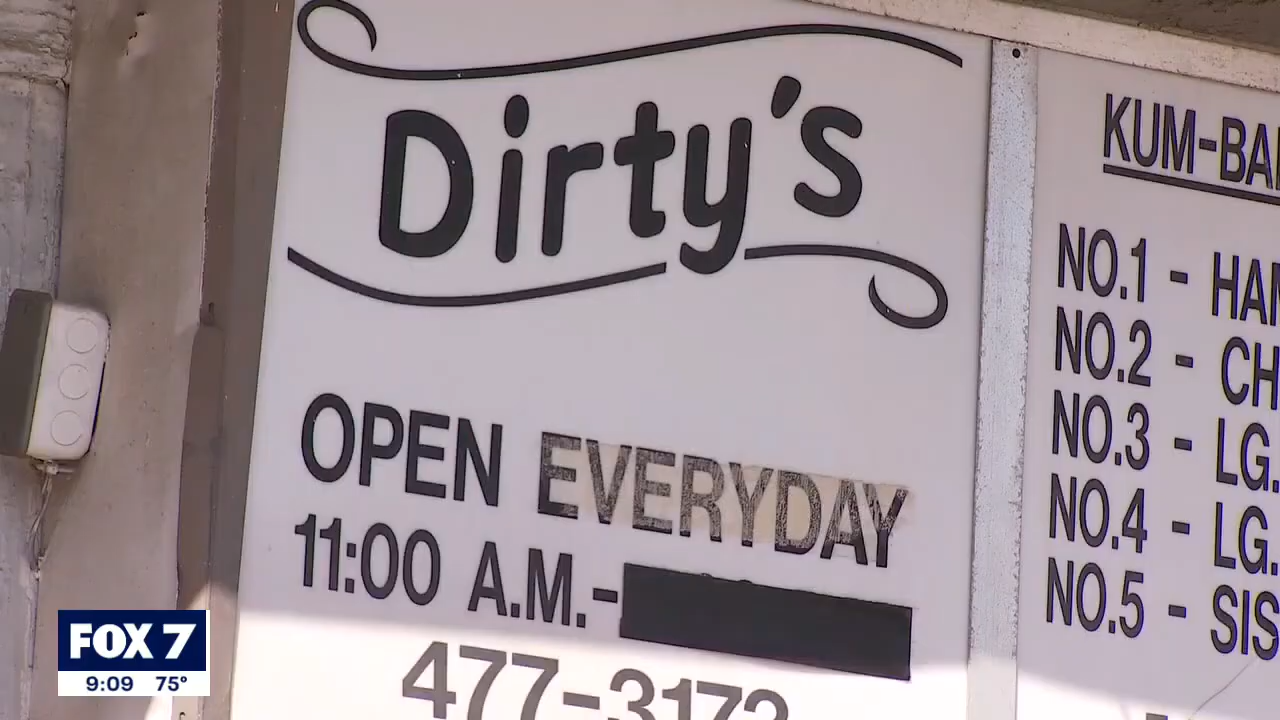 Dirty's
OPEN EVERYDAY
11:00 A.M.-
477-3173
KUM-BA
NO.1 - HA
NO.2 - CH
NO.3 - LG.
NO.4 - LG.
NO.5 - SIS
FOX 7
9:09 75°